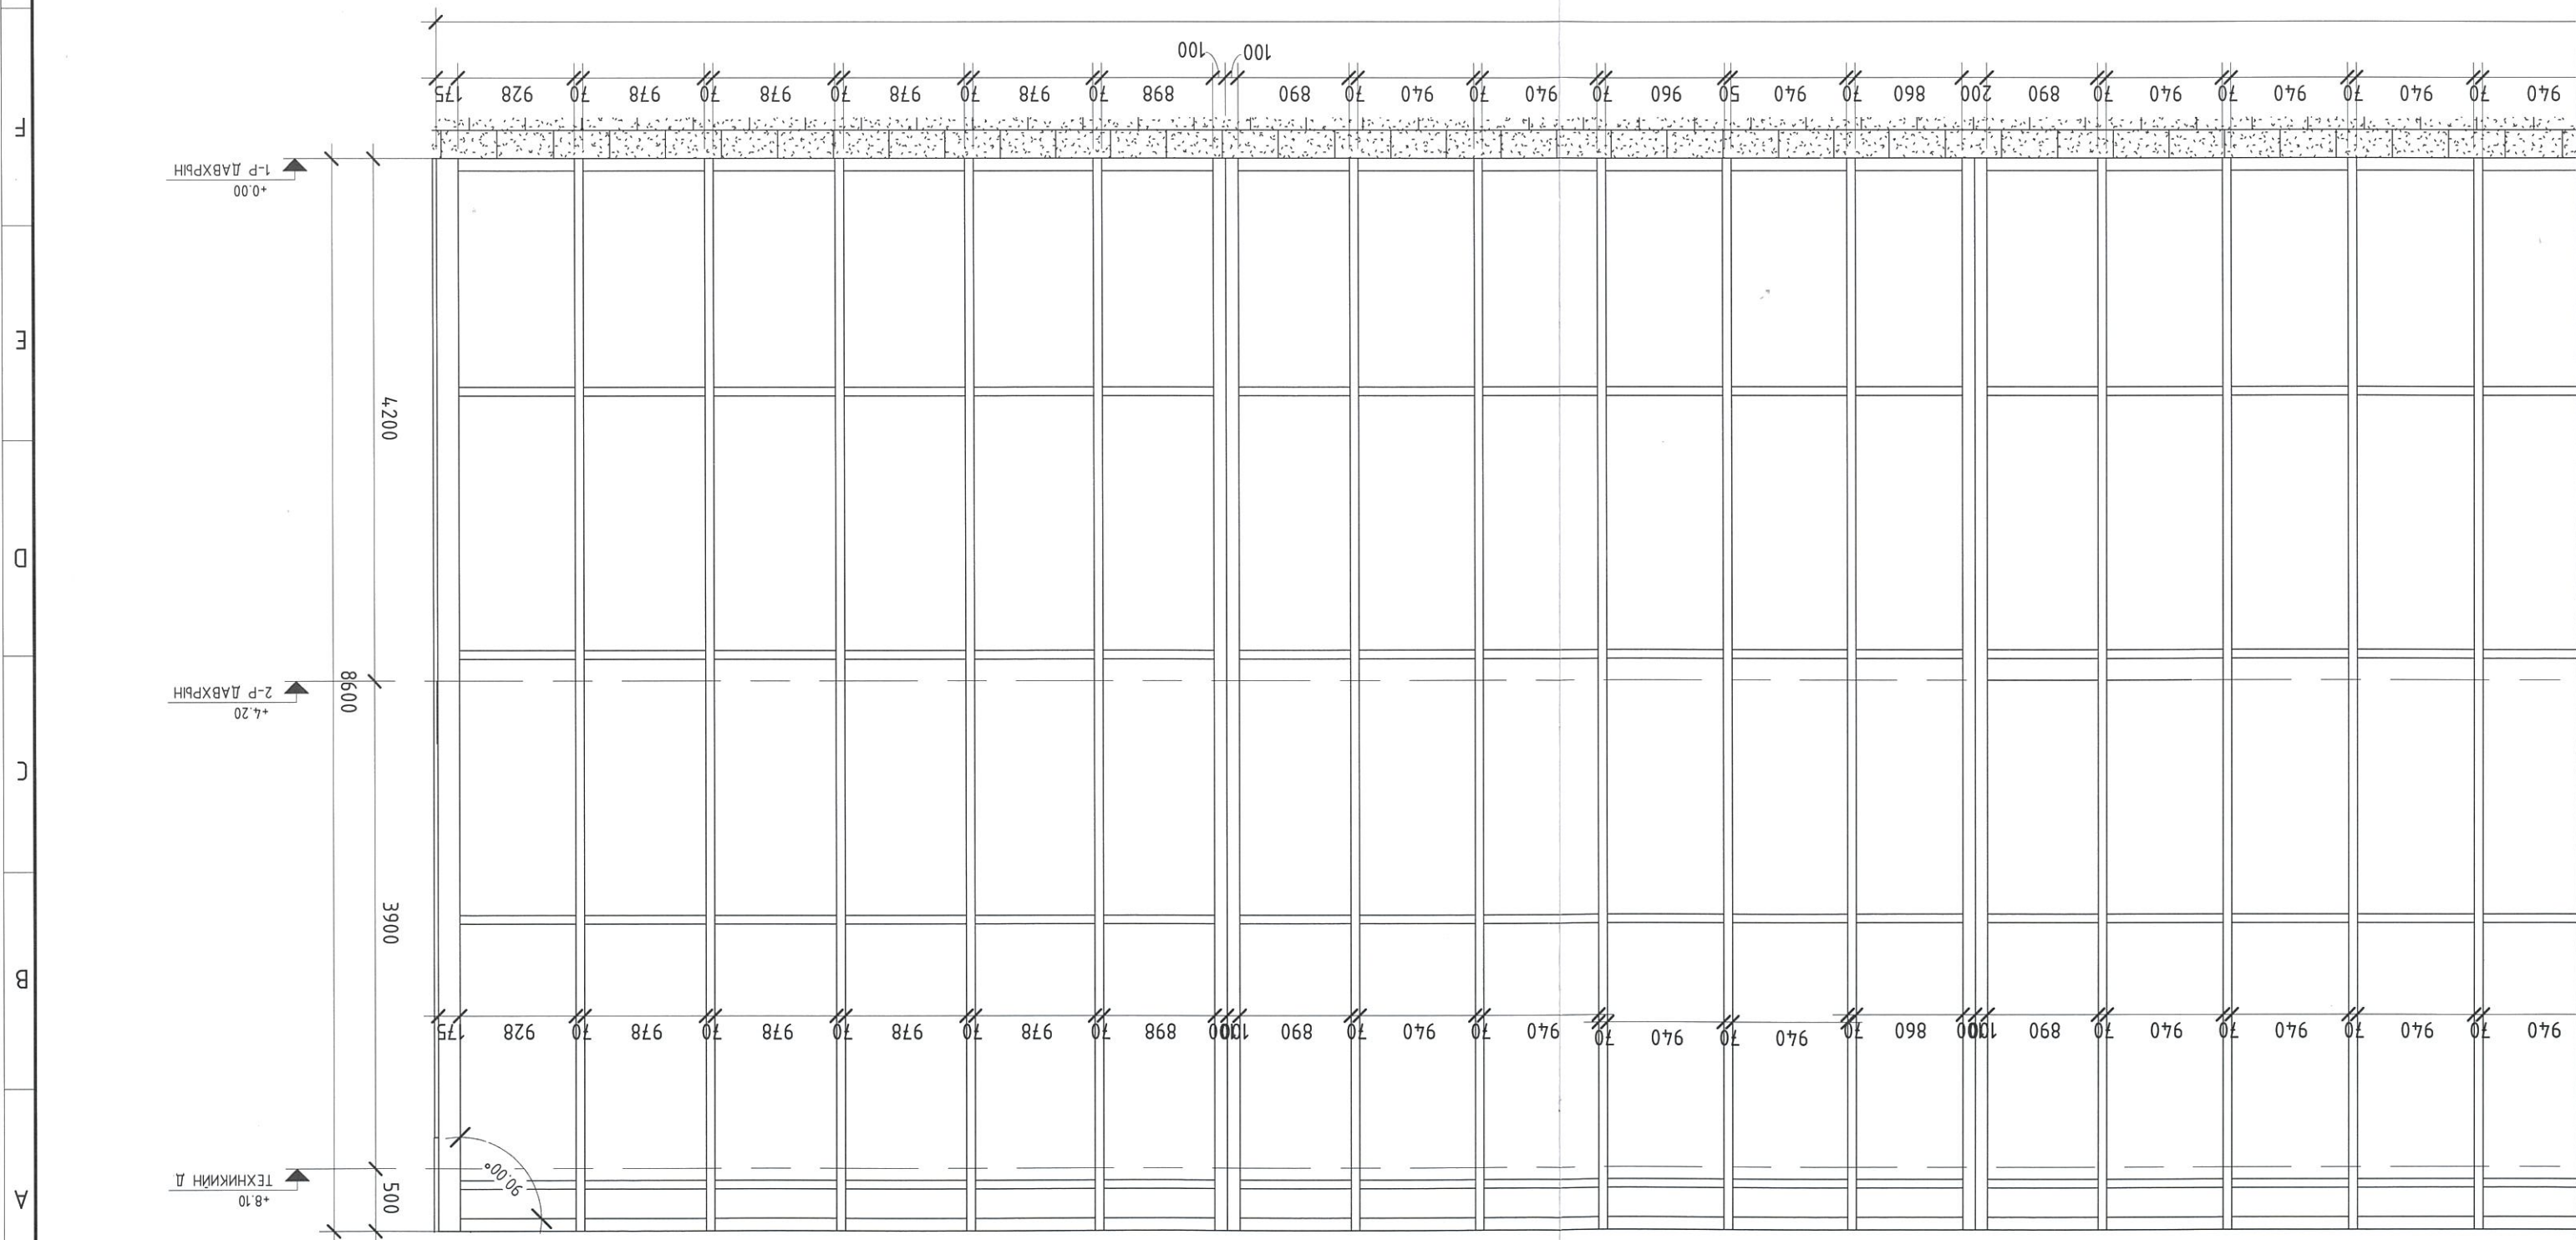 A
+8.10
ТЕХНИКИЙН Д
500
90.00°
940 70 940 70 940 70 940 70 890 100 100 860 70 940 70 940 70 940 70 940 70 890 100 100 898 70 978 70 978 70 978 70 978 70 928 175
B
3900
C
+4.20
2-Р ДАВХРЫН
8600
D
4200
E
+0.00
1-Р ДАВХРЫН
F
940 70 940 70 940 70 940 70 890 200 860 70 940 50 960 70 940 70 940 70 890 898 70 978 70 978 70 978 70 978 70 928 175
100 100